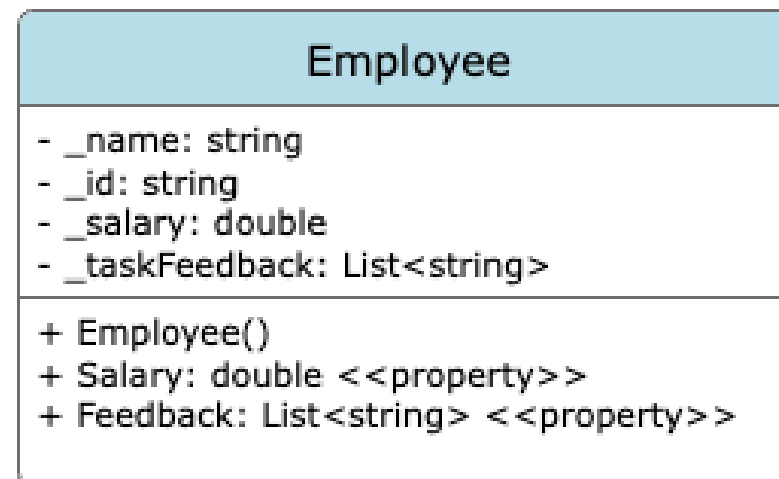 Employee
- _name: string
- _id: string
- _salary: double
- _taskFeedback: List<string>
+ Employee()
+ Salary: double <<property>>
+ Feedback: List<string> <<property>>